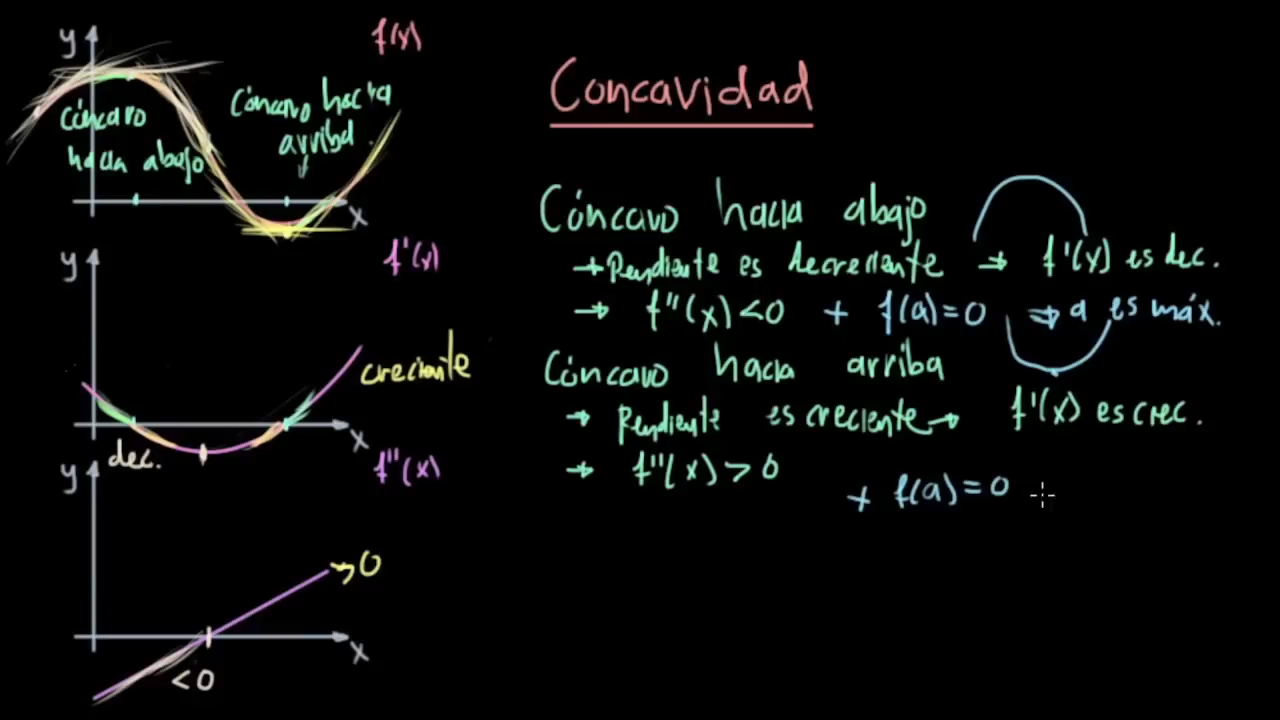 y
f(x)
Cóncavo
hacia abajo
Cóncavo hacia
arriba
x
y
f'(x)
creciente
dec.
x
y
f''(x)
>0
x
<0
Concavidad
Cóncavo hacia abajo
→ Pendiente es decreciente → f'(x) es dec.
→ f''(x) < 0 + f(a) = 0 ⇒ a es máx.
Cóncavo hacia arriba
→ Pendiente es creciente → f'(x) es crec.
→ f''(x) > 0 + f(a) = 0